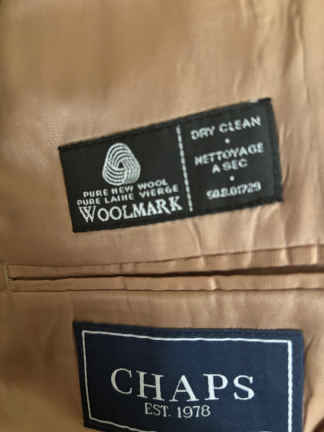 PURE NEW WOOL
PURE LAINE VIERGE
WOOLMARK
DRY CLEAN
•
NETTOYAGE
A SEC
•
CHAPS
EST. 1978